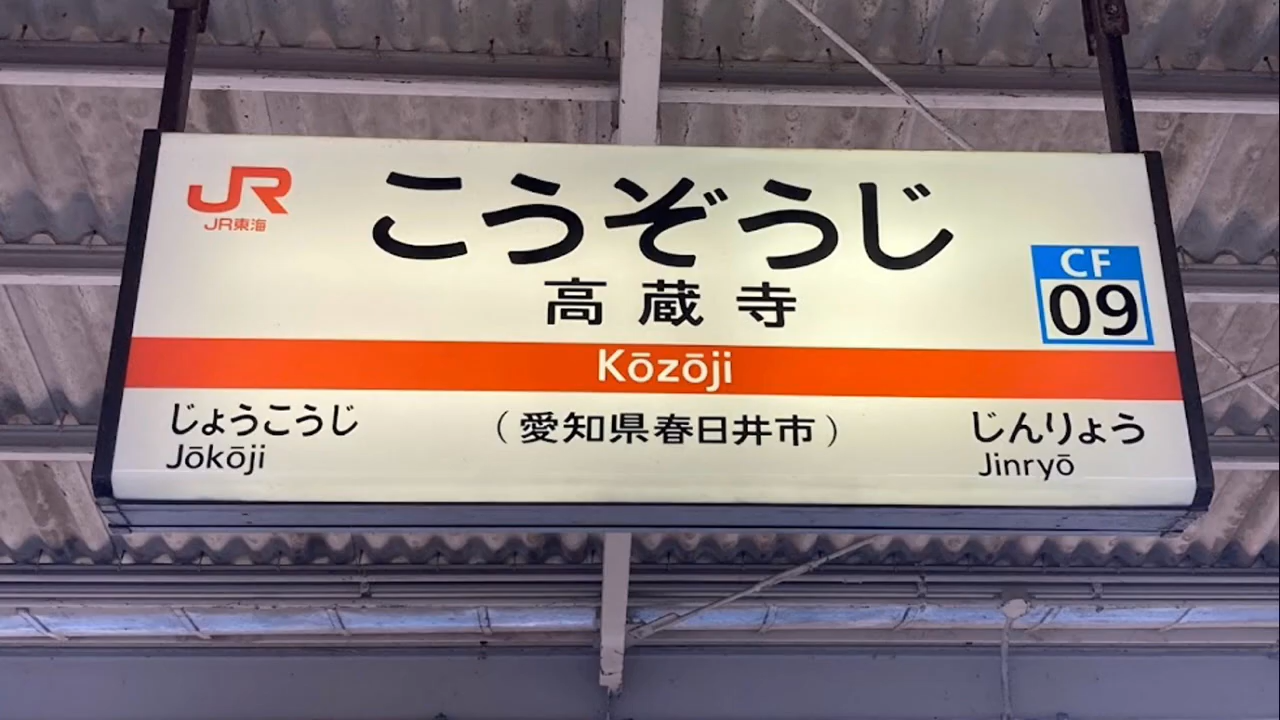 JR
JR東海
こうぞうじ
高蔵寺
CF
09
Kōzōji
じょうこうじ
Jōkōji
（愛知県春日井市）
じんりょう
Jinryō